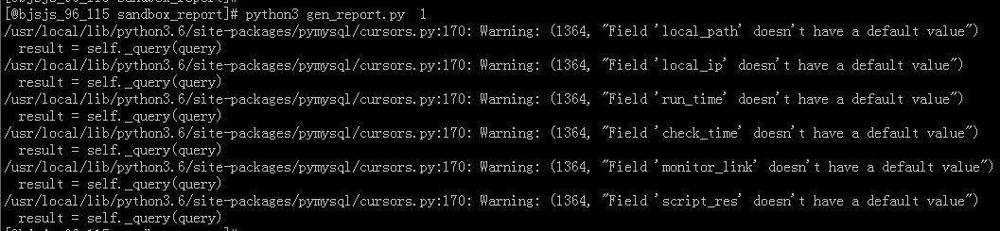 [@bjsjs_96_115 sandbox_report]#
[@bjsjs_96_115 sandbox_report]# python3 gen_report.py  1
/usr/local/lib/python3.6/site-packages/pymysql/cursors.py:170: Warning: (1364, "Field 'local_path' doesn't have a default value")
  result = self._query(query)
/usr/local/lib/python3.6/site-packages/pymysql/cursors.py:170: Warning: (1364, "Field 'local_ip' doesn't have a default value")
  result = self._query(query)
/usr/local/lib/python3.6/site-packages/pymysql/cursors.py:170: Warning: (1364, "Field 'run_time' doesn't have a default value")
  result = self._query(query)
/usr/local/lib/python3.6/site-packages/pymysql/cursors.py:170: Warning: (1364, "Field 'check_time' doesn't have a default value")
  result = self._query(query)
/usr/local/lib/python3.6/site-packages/pymysql/cursors.py:170: Warning: (1364, "Field 'monitor_link' doesn't have a default value")
  result = self._query(query)
/usr/local/lib/python3.6/site-packages/pymysql/cursors.py:170: Warning: (1364, "Field 'script_res' doesn't have a default value")
  result = self._query(query)
[@bjsjs_96_115 sandbox_report]#